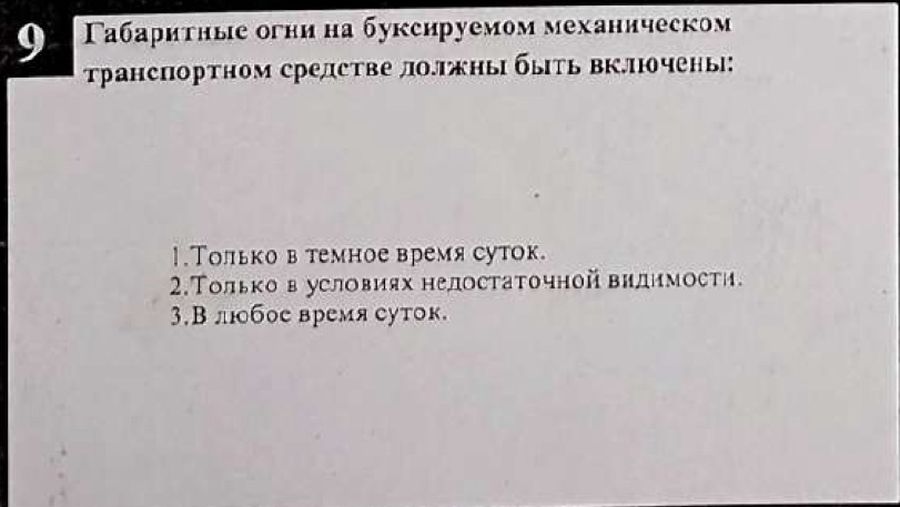 9
Габаритные огни на буксируемом механическом
транспортном средстве должны быть включены:
1.Только в темное время суток.
2.Только в условиях недостаточной видимости.
3.В любое время суток.